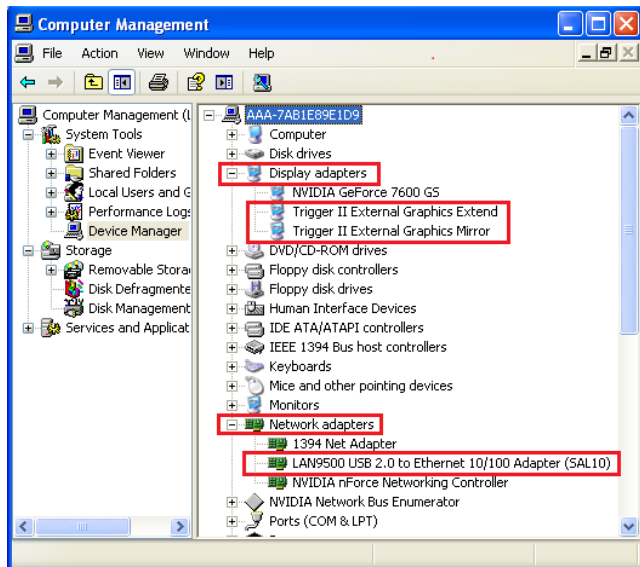 Computer Management
File Action View Window Help
Computer Management (L
System Tools
Event Viewer
Shared Folders
Local Users and G
Performance Logs
Device Manager
Storage
Removable Stora
Disk Defragmente
Disk Management
Services and Applicat
AAA-7AB1E89E1D9
Computer
Disk drives
Display adapters
NVIDIA GeForce 7600 GS
Trigger II External Graphics Extend
Trigger II External Graphics Mirror
DVD/CD-ROM drives
Floppy disk controllers
Floppy disk drives
Human Interface Devices
IDE ATA/ATAPI controllers
IEEE 1394 Bus host controllers
Keyboards
Mice and other pointing devices
Monitors
Network adapters
1394 Net Adapter
LAN9500 USB 2.0 to Ethernet 10/100 Adapter (SAL10)
NVIDIA nForce Networking Controller
NVIDIA Network Bus Enumerator
Ports (COM & LPT)